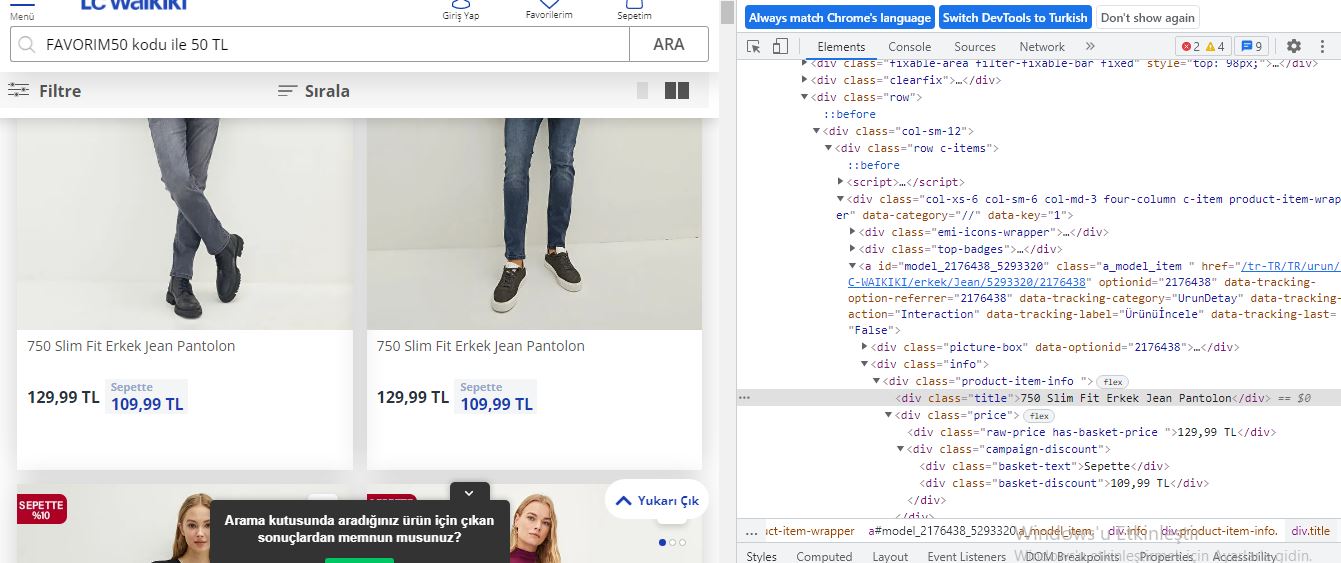 LC WAIKIKI
Menü
Giriş Yap
Favorilerim
Sepetim
FAVORIM50 kodu ile 50 TL
ARA
Filtre
Sırala
750 Slim Fit Erkek Jean Pantolon
129,99 TL
Sepette
109,99 TL
750 Slim Fit Erkek Jean Pantolon
129,99 TL
Sepette
109,99 TL
SEPETTE
%10
SEPETTE
%10
Yukarı Çık
Arama kutusunda aradığınız ürün için çıkan
sonuçlardan memnun musunuz?
Always match Chrome's language
Switch DevTools to Turkish
Don't show again
Elements
Console
Sources
Network
»
2
4
9
<div class="fixable-area filter-fixable-bar fixed" style="top: 98px;">…</div>
<div class="clearfix">…</div>
<div class="row">
::before
<div class="col-sm-12">
<div class="row c-items">
::before
<script>…</script>
<div class="col-xs-6 col-sm-6 col-md-3 four-column c-item product-item-wrap
er" data-category="//" data-key="1">
<div class="emi-icons-wrapper">…</div>
<div class="top-badges">…</div>
<a id="model_2176438_5293320" class="a_model_item " href="/tr-TR/TR/urun/
C-WAIKIKI/erkek/Jean/5293320/2176438" optionid="2176438" data-tracking-
option-referrer="2176438" data-tracking-category="UrunDetay" data-tracking-
action="Interaction" data-tracking-label="Ürünüİncele" data-tracking-last=
"False">
<div class="picture-box" data-optionid="2176438">…</div>
<div class="info">
<div class="product-item-info "> flex
… <div class="title">750 Slim Fit Erkek Jean Pantolon</div> == $0
<div class="price"> flex
<div class="raw-price has-basket-price ">129,99 TL</div>
<div class="campaign-discount">
<div class="basket-text">Sepette</div>
<div class="basket-discount">109,99 TL</div>
</div>
</div>
… uct-item-wrapper a#model_2176438_5293320.a_model_item. div.info div.product-item-info. div.title
Windows'u Etkinleştir
Styles
Computed
Layout
Event Listeners
DOM Breakpoints
Properties
Accessibility